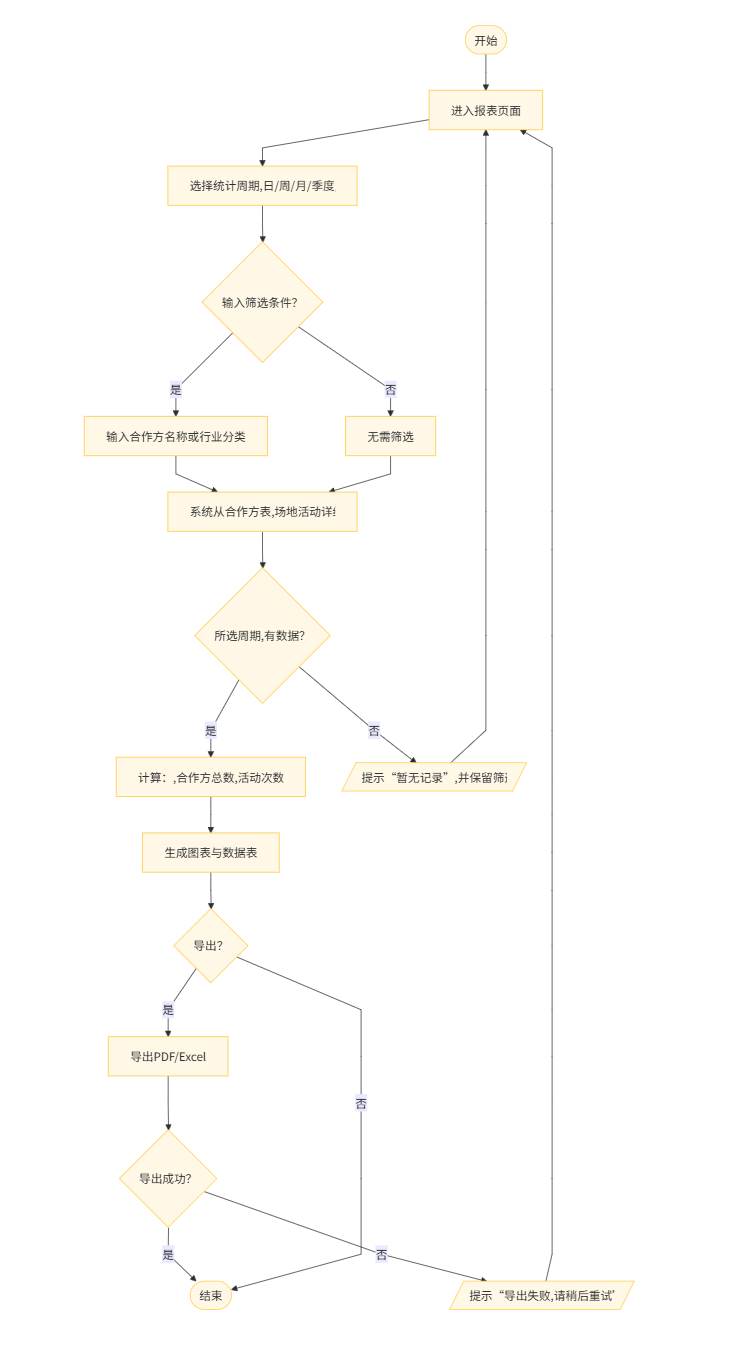 开始
进入报表页面
选择统计周期,日/周/月/季度
输入筛选条件?
是
否
输入合作方名称或行业分类
无需筛选
系统从合作方表,场地活动详
所选周期,有数据?
是
否
计算：,合作方总数,活动次数
提示“暂无记录”,并保留筛
生成图表与数据表
导出?
是
导出PDF/Excel
否
导出成功?
是
否
结束
提示“导出失败,请稍后重试”